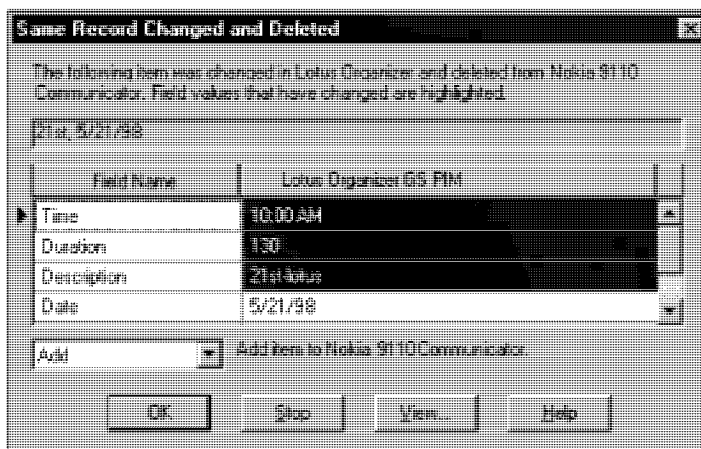 Same Record Changed and Deleted
The following item was changed in Lotus Organizer and deleted from Nokia 9110
Communicator. Field values that have changed are highlighted.
21st, 5/21/98
Field Name Lotus Organizer GS PIM
Time 10:00 AM
Duration 130
Description 21st-lotus
Date 5/21/98
Add Add item to Nokia 9110 Communicator.
OK Stop View... Help